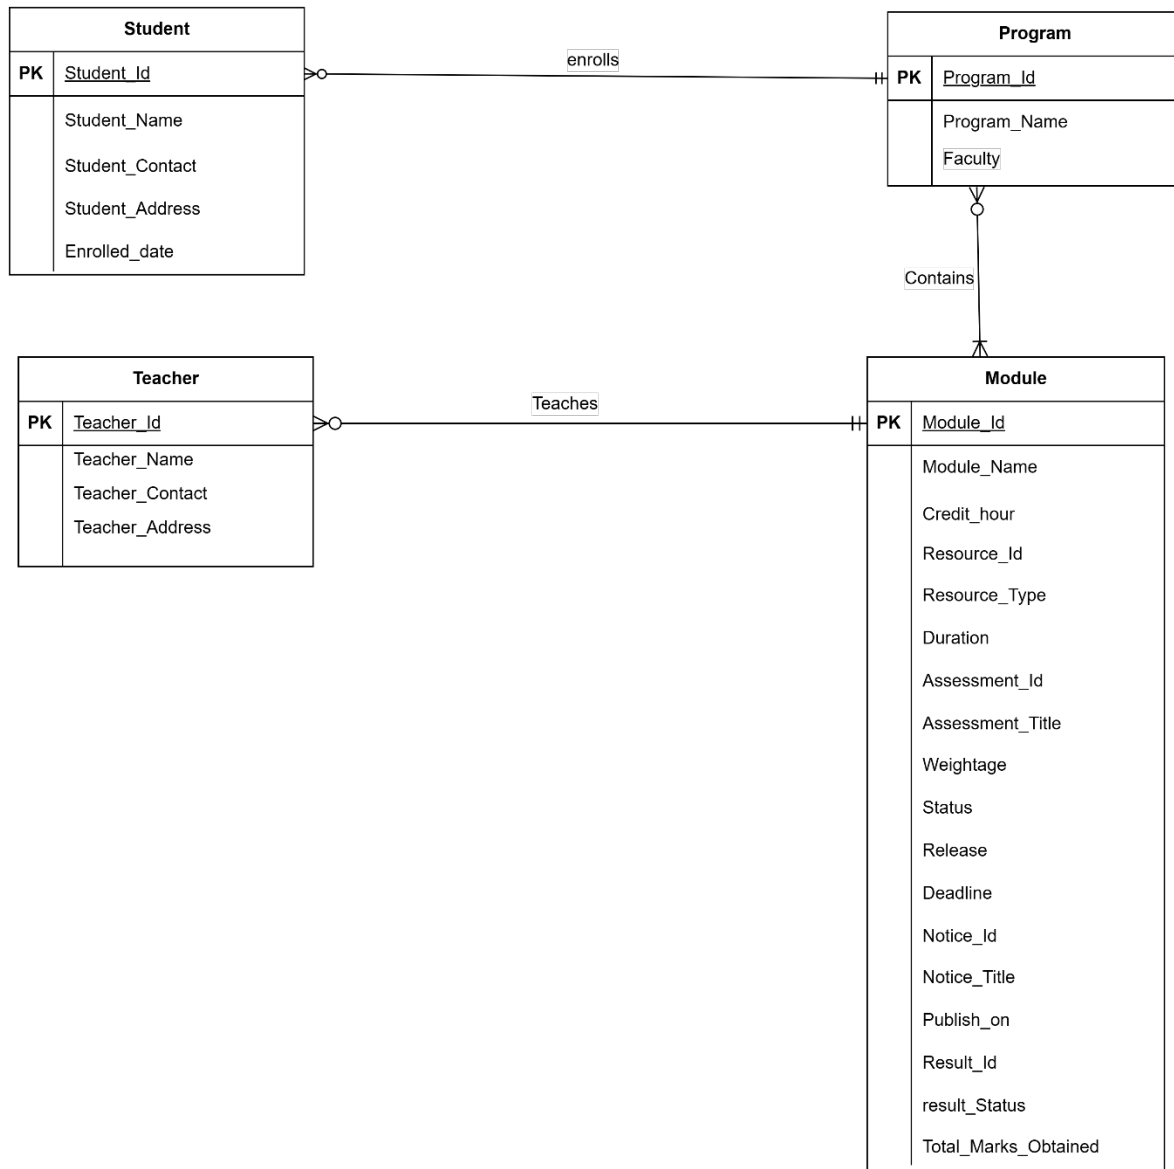 Student
PK Student_Id
Student_Name
Student_Contact
Student_Address
Enrolled_date
enrolls
Program
PK Program_Id
Program_Name
Faculty
Contains
Teacher
PK Teacher_Id
Teacher_Name
Teacher_Contact
Teacher_Address
Teaches
Module
PK Module_Id
Module_Name
Credit_hour
Resource_Id
Resource_Type
Duration
Assessment_Id
Assessment_Title
Weightage
Status
Release
Deadline
Notice_Id
Notice_Title
Publish_on
Result_Id
result_Status
Total_Marks_Obtained